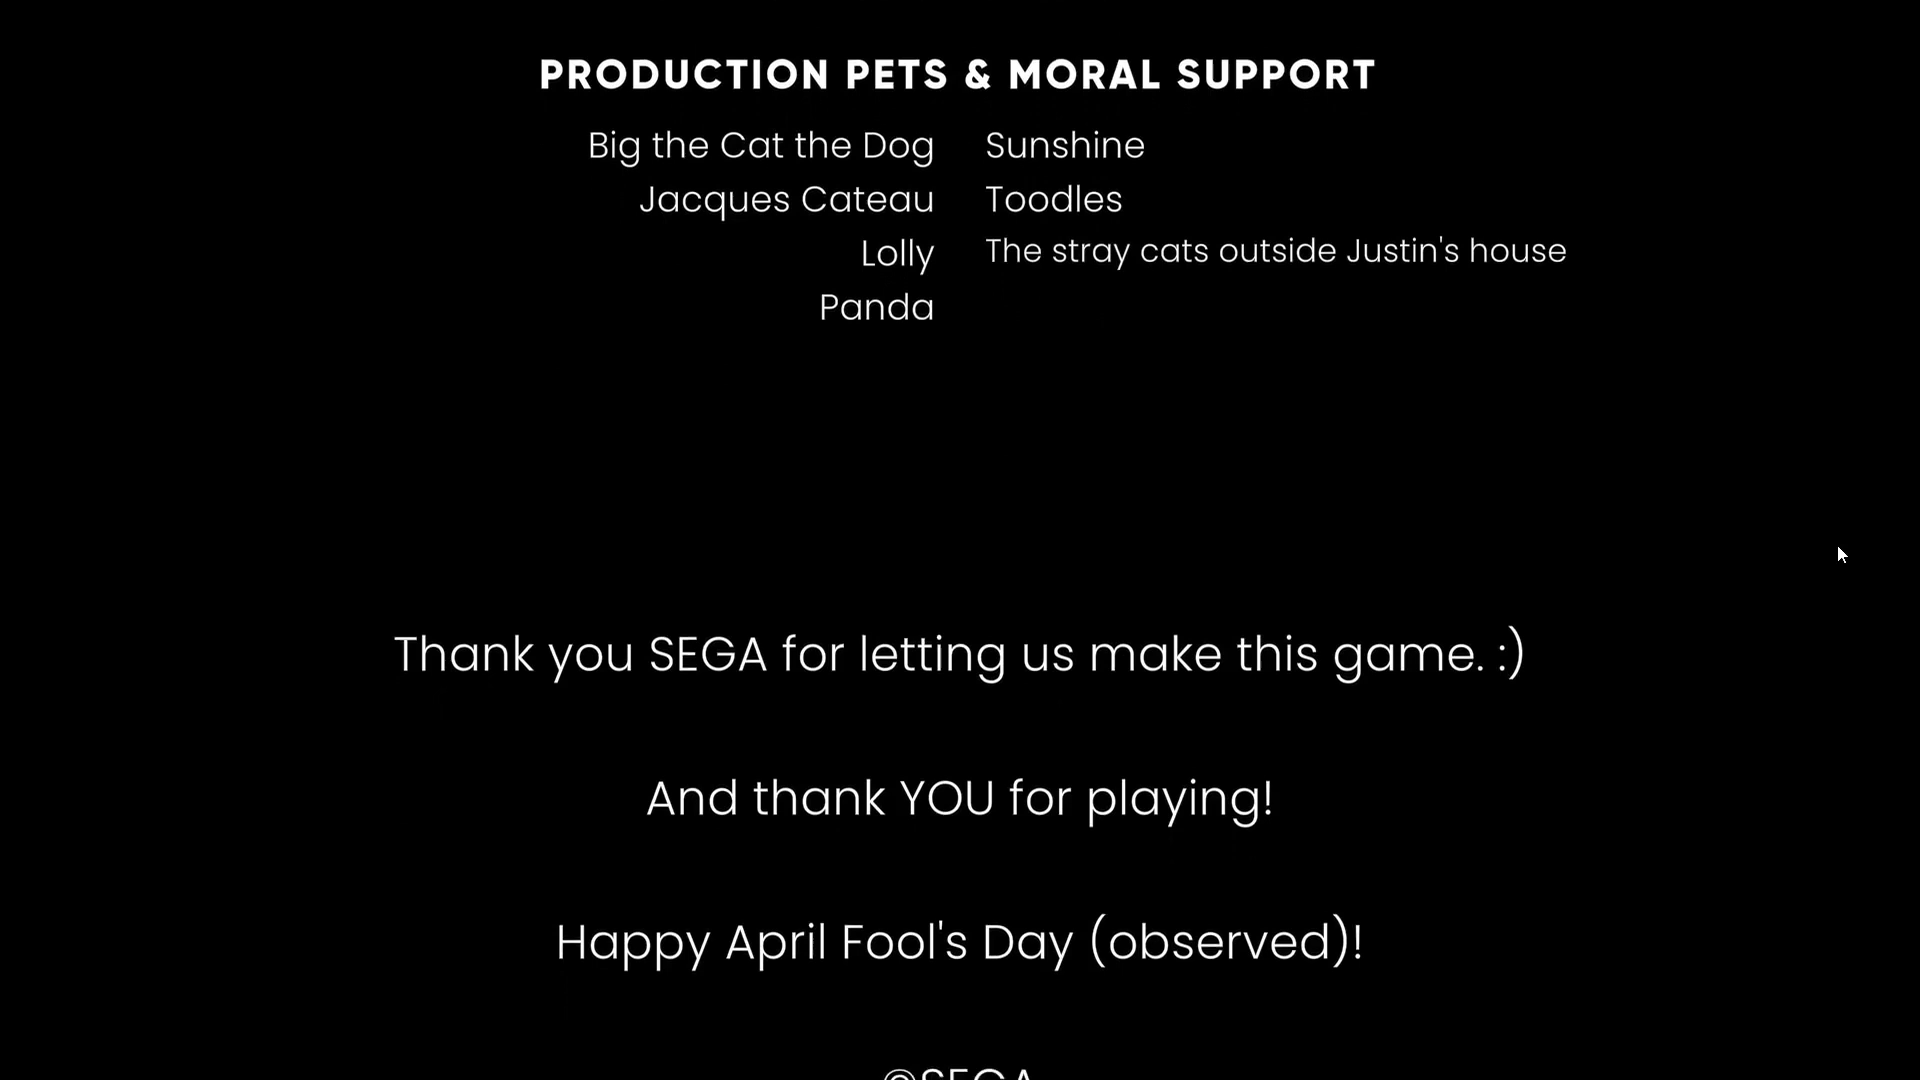 PRODUCTION PETS & MORAL SUPPORT
Big the Cat the Dog
Jacques Cateau
Lolly
Panda
Sunshine
Toodles
The stray cats outside Justin's house
Thank you SEGA for letting us make this game. :)
And thank YOU for playing!
Happy April Fool's Day (observed)!
©SEGA